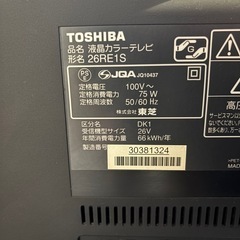 TOSHIBA
品名 液晶カラーテレビ
形名 26RE1S
PS
E
JQA JQ10437
定格電圧 100V～
定格消費電力 75 W
定格周波数 50/60 Hz
株式会社 東芝
区分名 DK1
受信機型サイズ 26V
年間消費電力量 66 kWh/年
製造番号
30381324
高圧
MADE